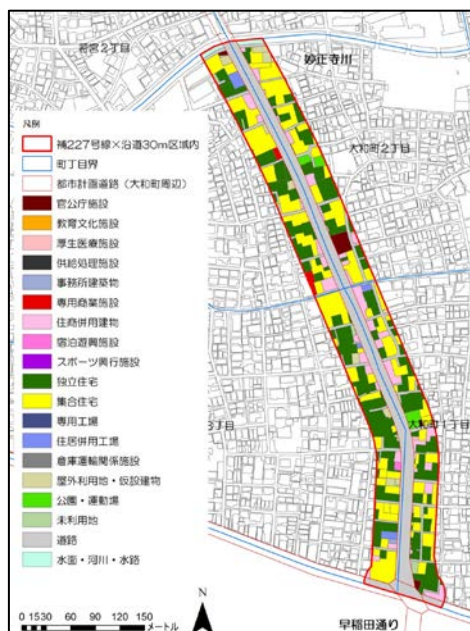 若宮2丁目
妙正寺川
凡例
補227号線×沿道30m区域内
町丁目界
都市計画道路（大和町周辺）
官公庁施設
教育文化施設
厚生医療施設
供給処理施設
事務所建築物
専用商業施設
住商併用建物
宿泊遊興施設
スポーツ興行施設
独立住宅
集合住宅
専用工場
住居併用工場
倉庫運輸関係施設
屋外利用地・仮設建物
公園・運動場
未利用地
道路
水面・河川・水路
大和町2丁目
大和町1丁目
3丁目
N
0 1530 60 90 120 150
メートル
早稲田通り